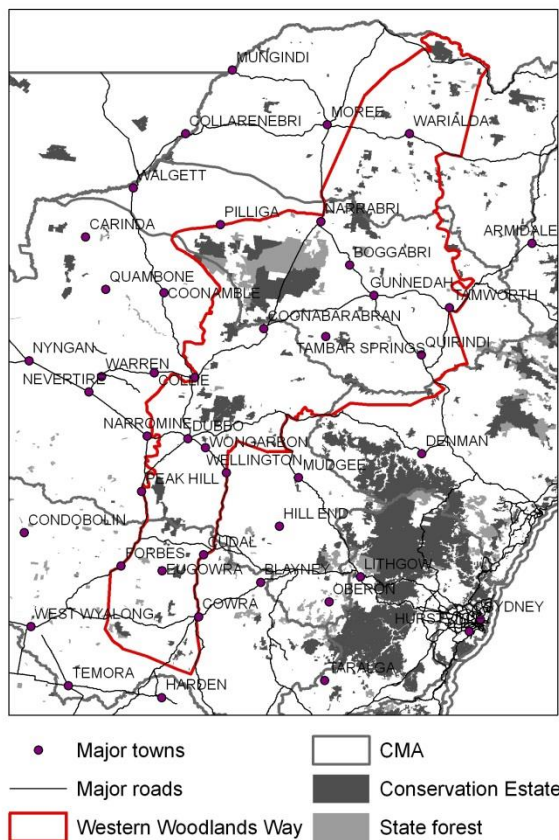 MUNGINDI
MOREE
WARIALDA
COLLARENEBRI
WALGETT
PILLIGA
NARRABRI
CARINDA
ARMIDALE
BOGGABRI
QUAMBONE
COONAMBLE
GUNNEDAH
TAMWORTH
COONABARABRAN
TAMBAR SPRINGS
QUIRINDI
NYNGAN
WARREN
COLLIE
NEVERTIRE
NARROMINE
DUBBO
WONGARBON
DENMAN
WELLINGTON
MUDGEE
PEAK HILL
CONDOBOLIN
HILL END
CUDAL
FORBES
EUGOWRA
BLAYNEY
LITHGOW
OBERON
WEST WYALONG
COWRA
SYDNEY
TEMORA
HARDEN
TARALGA
Major towns
Major roads
Western Woodlands Way
CMA
Conservation Estate
State forest